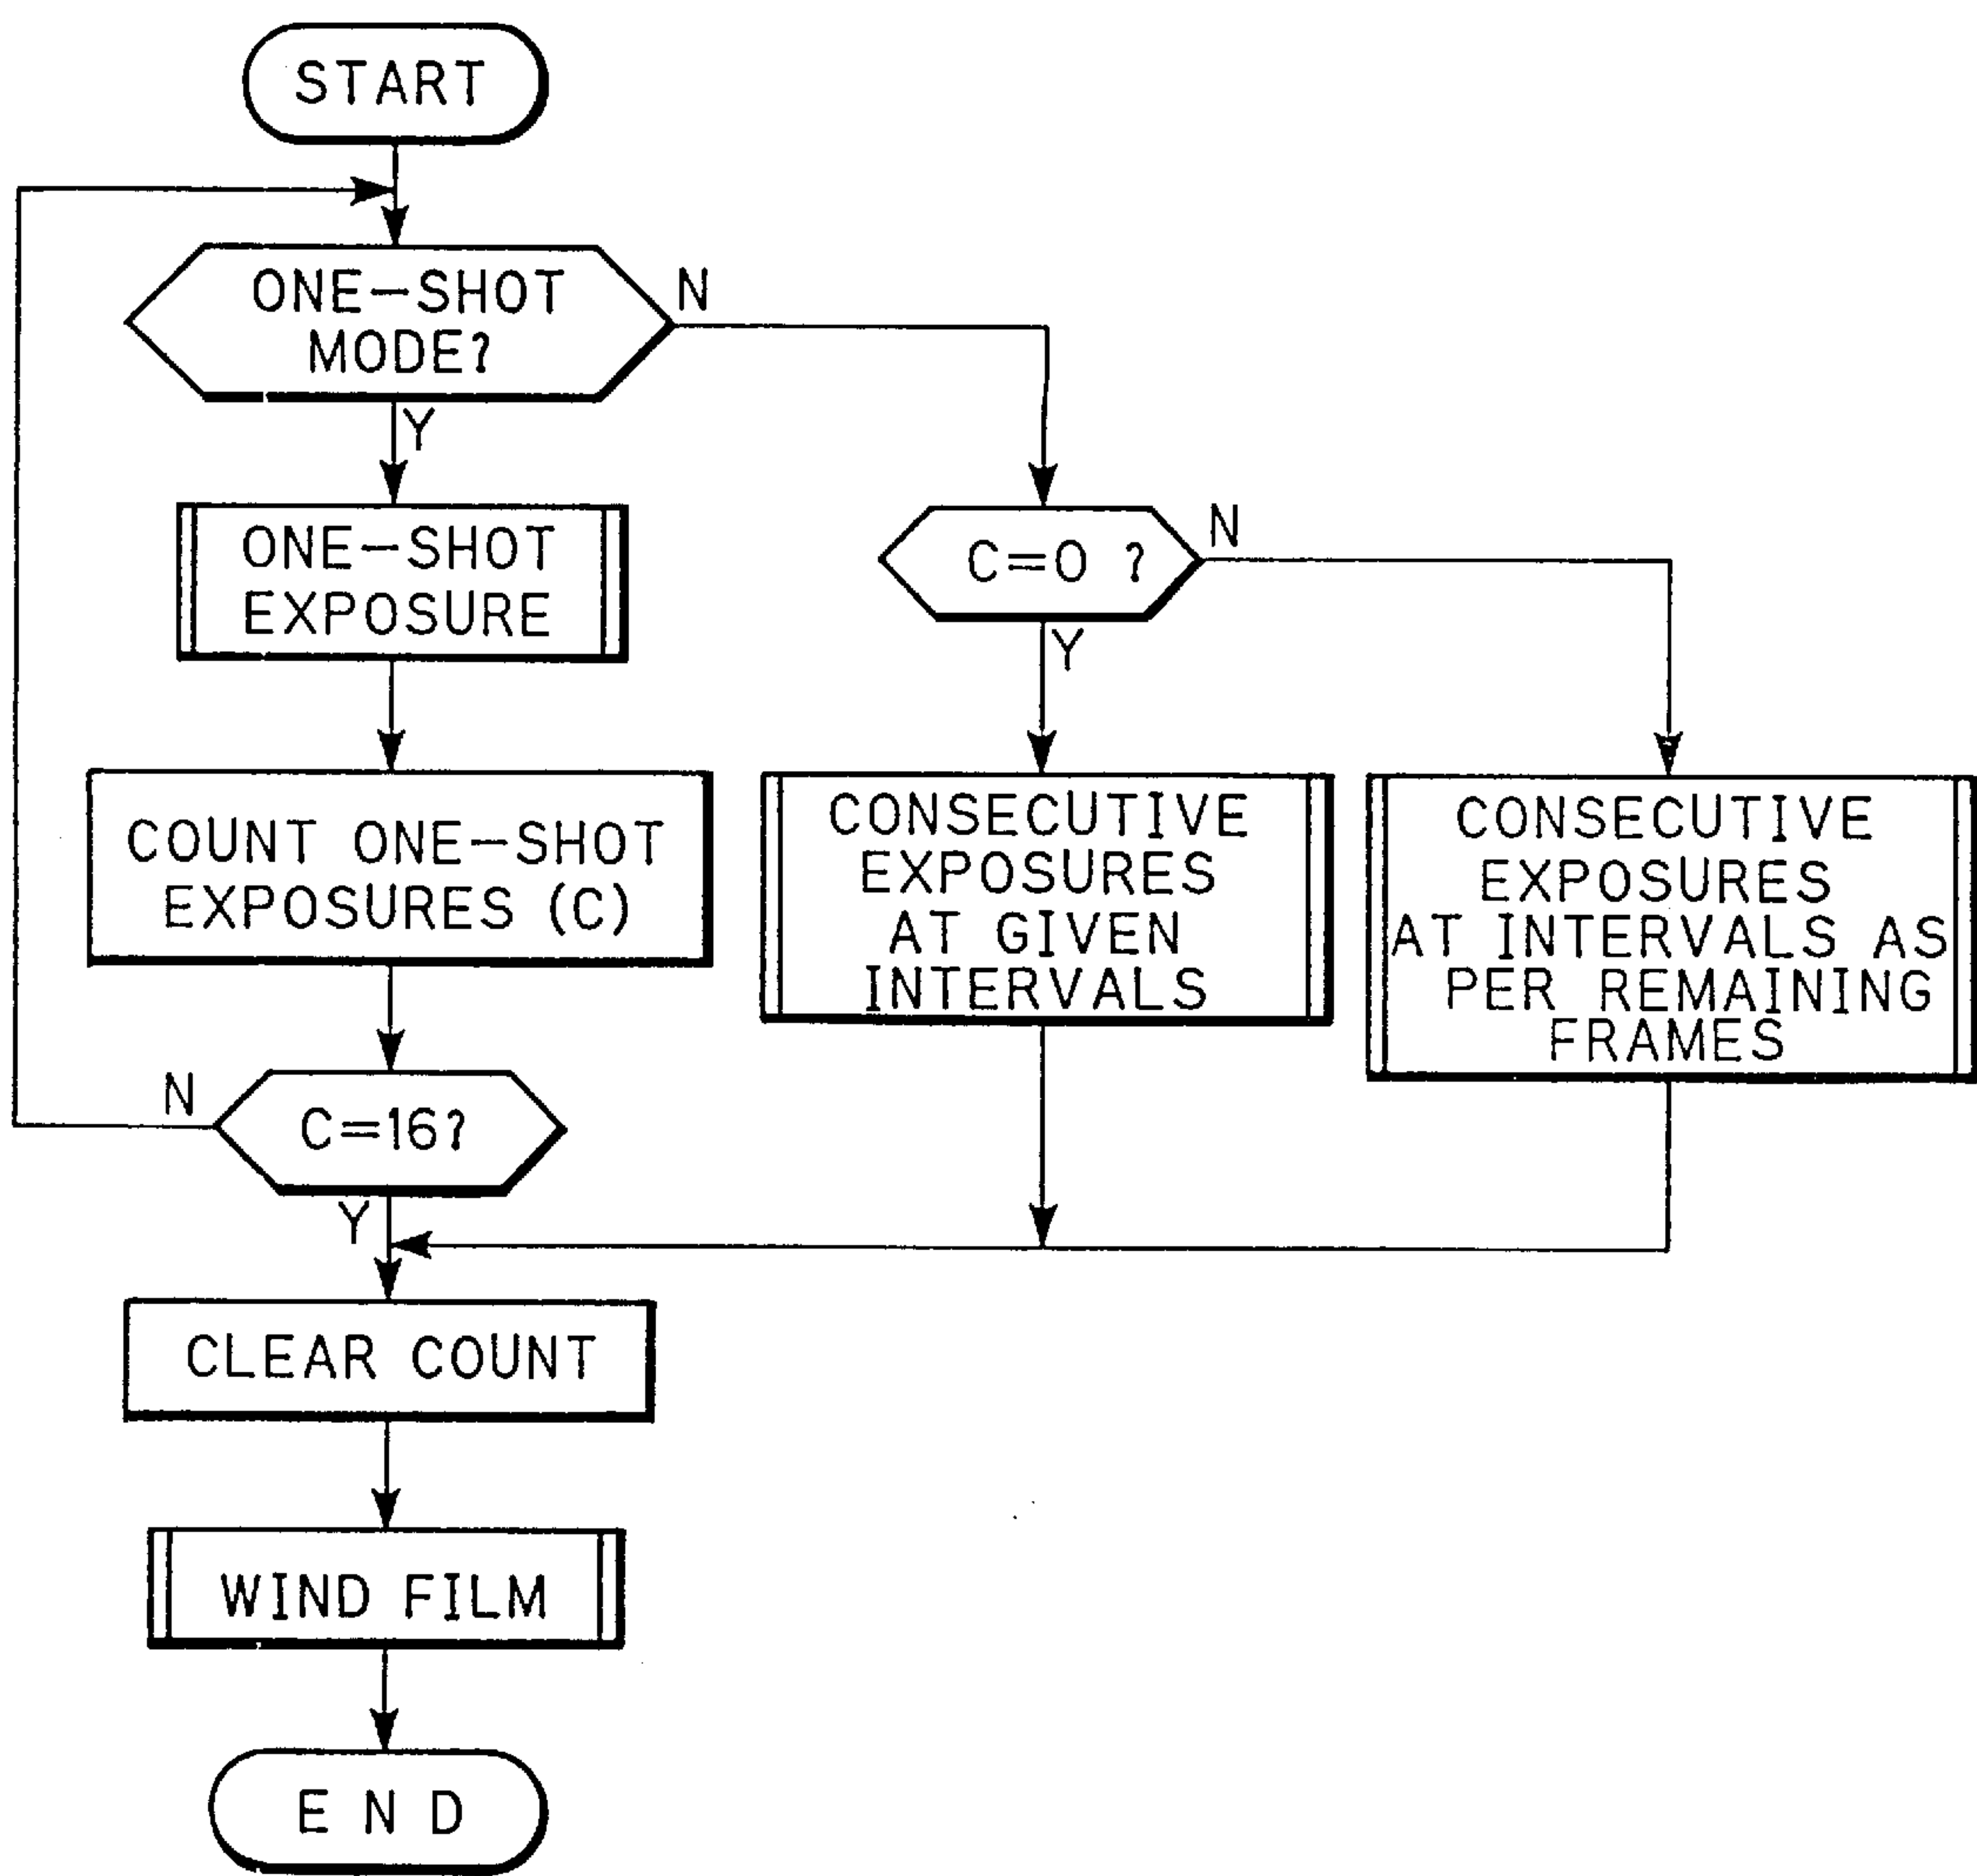 START
ONE-SHOT
MODE?
N
Y
ONE-SHOT
EXPOSURE
C=0 ?
N
Y
COUNT ONE-SHOT
EXPOSURES (C)
CONSECUTIVE
EXPOSURES
AT GIVEN
INTERVALS
CONSECUTIVE
EXPOSURES
AT INTERVALS AS
PER REMAINING
FRAMES
N
C=16?
Y
CLEAR COUNT
WIND FILM
END